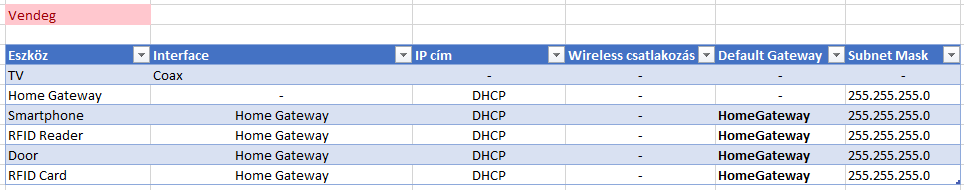 Vendeg
Eszköz Interface IP cím Wireless csatlakozás Default Gateway Subnet Mask
TV Coax - - - -
Home Gateway - DHCP - - 255.255.255.0
Smartphone Home Gateway DHCP - HomeGateway 255.255.255.0
RFID Reader Home Gateway DHCP - HomeGateway 255.255.255.0
Door Home Gateway DHCP - HomeGateway 255.255.255.0
RFID Card Home Gateway DHCP - HomeGateway 255.255.255.0